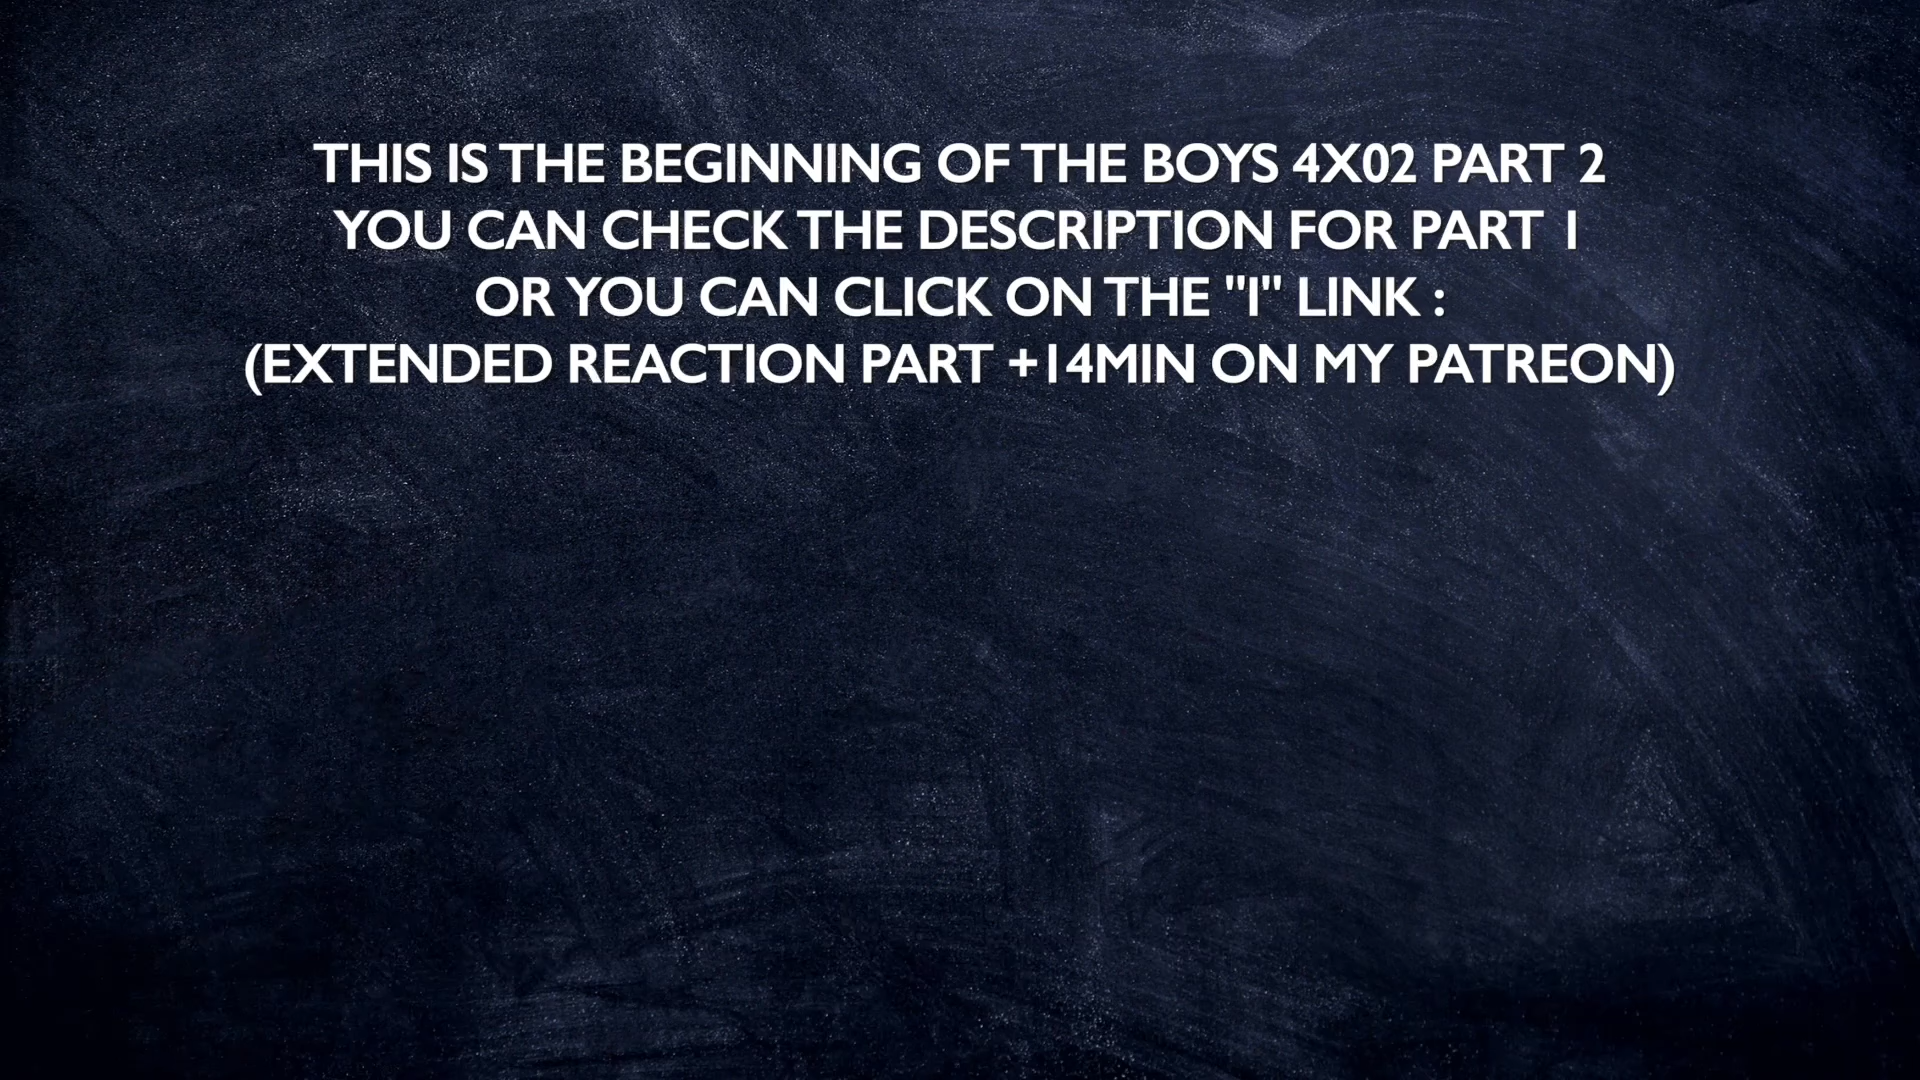 THIS IS THE BEGINNING OF THE BOYS 4X02 PART 2
YOU CAN CHECK THE DESCRIPTION FOR PART 1
OR YOU CAN CLICK ON THE "I" LINK :
(EXTENDED REACTION PART +14MIN ON MY PATREON)